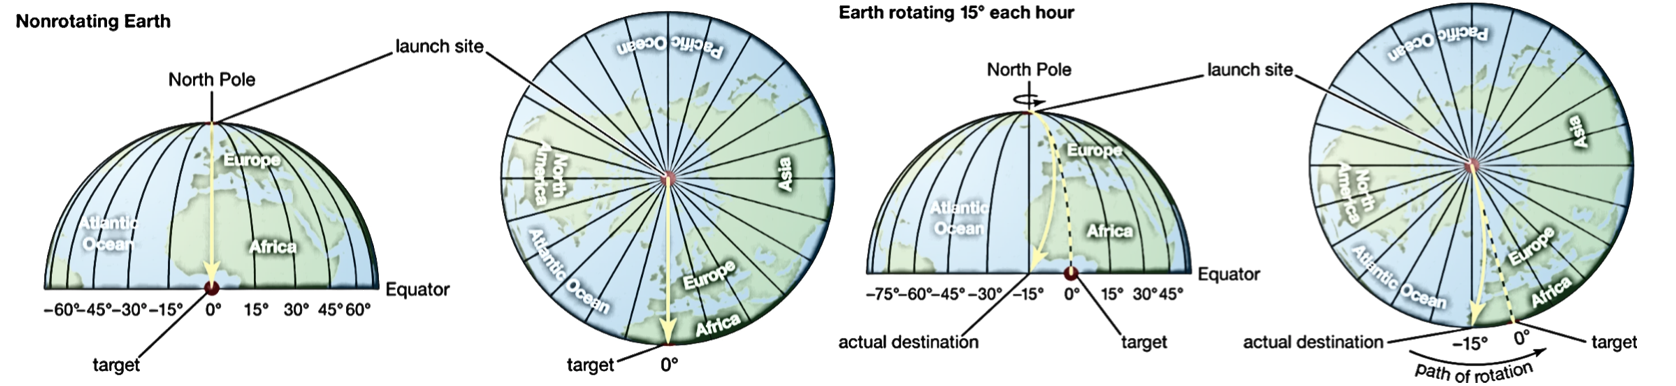 Nonrotating Earth
launch site
North Pole
Europe
Atlantic
Ocean
Africa
Equator
−60°−45°−30°−15° 0° 15° 30° 45°60°
target
Pacific Ocean
North
America
Asia
Atlantic Ocean
Europe
Africa
target
0°
Earth rotating 15° each hour
launch site
North Pole
Europe
Atlantic
Ocean
Africa
Equator
−75°−60°−45°−30° −15° 0° 15° 30°45°
actual destination
target
Pacific Ocean
North
America
Asia
Atlantic Ocean
Europe
Africa
actual destination
−15°
0°
target
path of rotation